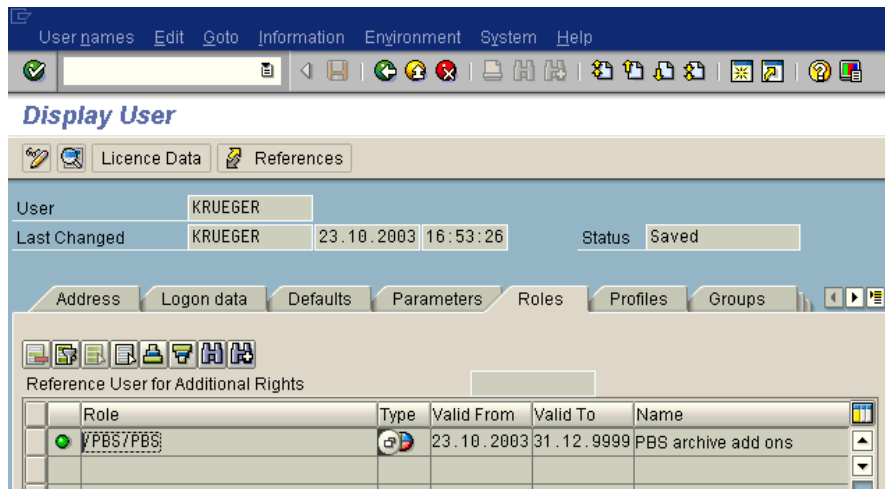 User names Edit Goto Information Environment System Help
Display User
Licence Data References
User KRUEGER
Last Changed KRUEGER 23.10.2003 16:53:26 Status Saved
Address Logon data Defaults Parameters Roles Profiles Groups
Reference User for Additional Rights
Role Type Valid From Valid To Name
/PBS/PBS 23.10.2003 31.12.9999 PBS archive add ons